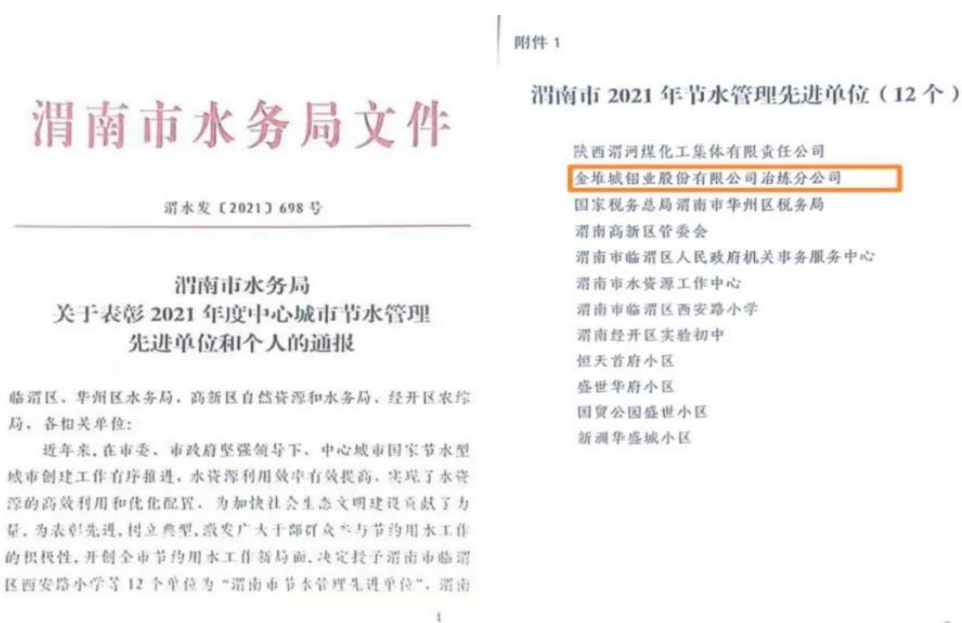 渭南市水务局文件
渭水发〔2021〕698号
渭南市水务局
关于表彰2021年度中心城市节水管理
先进单位和个人的通报
临渭区、华州区水务局，高新区自然资源和水务局，经开区农综
局，各相关单位:
近年来，在市委、市政府坚强领导下，中心城市国家节水型
城市创建工作有序推进，水资源利用效率有效提高，实现了水资
源的高效利用和优化配置，为加快社会生态文明建设贡献了力
量。为表彰先进，树立典型，激发广大干部群众参与节约用水工作
的积极性，开创全市节约用水工作新局面，决定授予渭南市临渭
区西安路小学等12个单位为“渭南市节水管理先进单位”，渭南
1
附件1
渭南市2021年节水管理先进单位（12个）
陕西渭河煤化工集体有限责任公司
金堆城钼业股份有限公司冶炼分公司
国家税务总局渭南市华州区税务局
渭南高新区管委会
渭南市临渭区人民政府机关事务服务中心
渭南市水资源工作中心
渭南市临渭区西安路小学
渭南经开区实验初中
恒天首府小区
盛世华府小区
国贸公园盛世小区
新洲华盛城小区